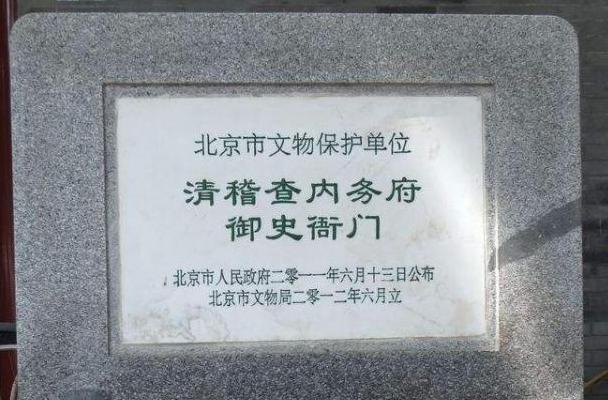 北京市文物保护单位
清稽查内务府
御史衙门
北京市人民政府二零一一年六月十三日公布
北京市文物局二零一二年六月立